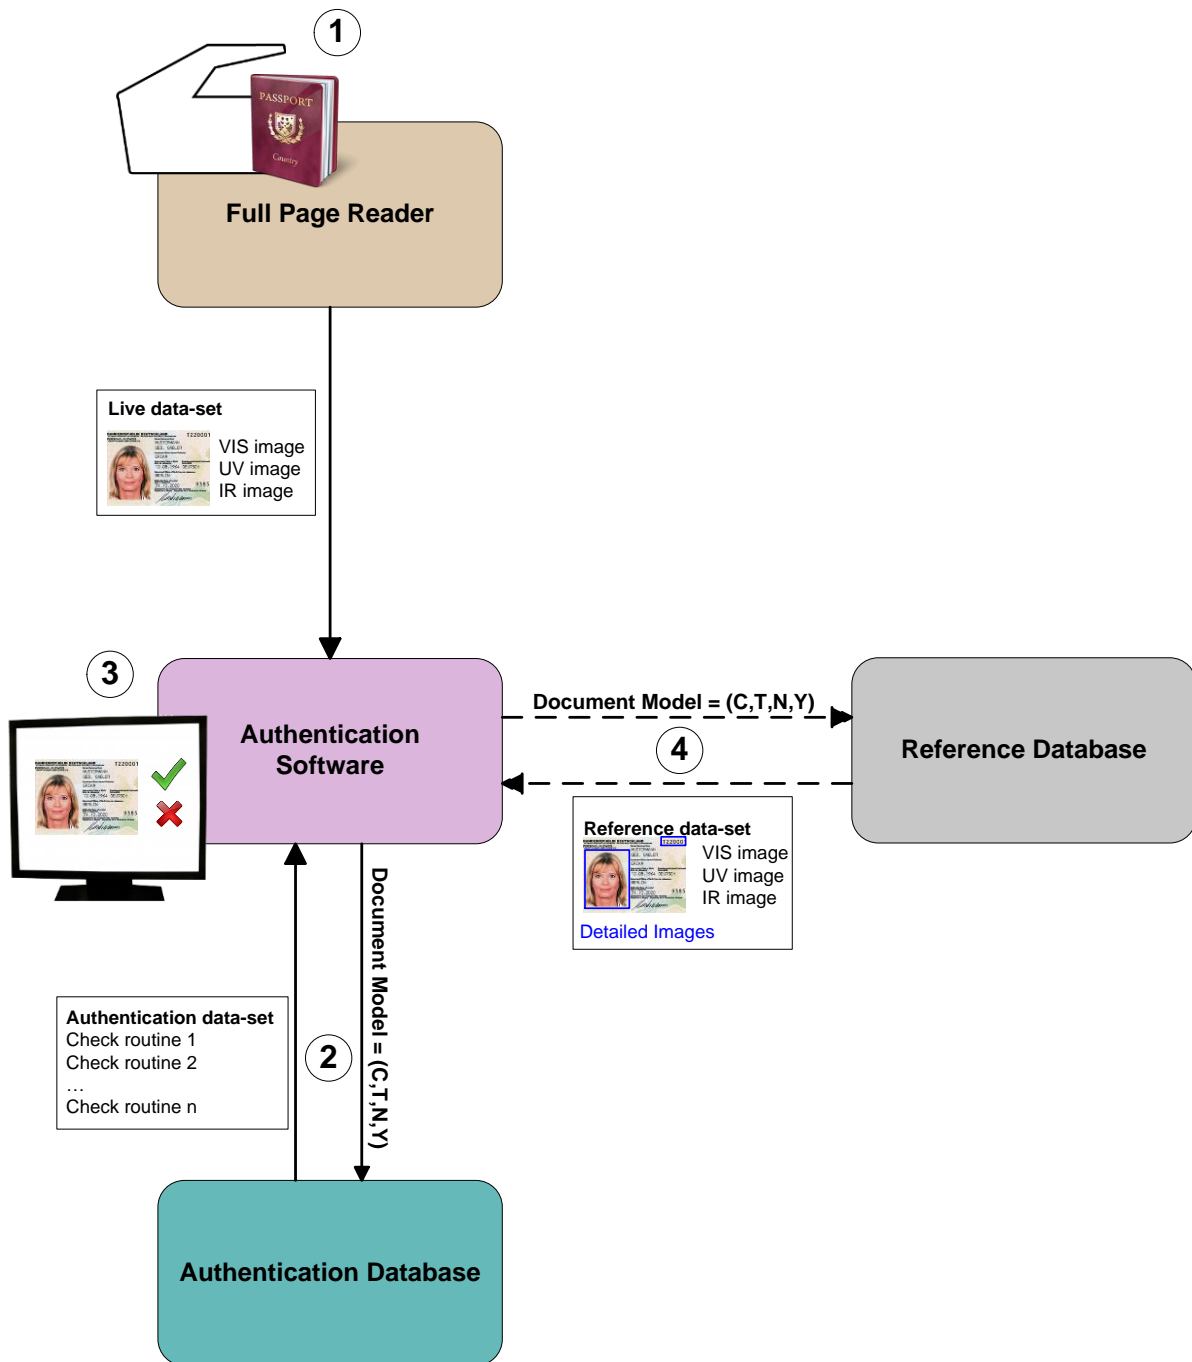 1
PASSPORT
Country
Full Page Reader
Live data-set
T220001
VIS image
UV image
IR image
3
Authentication
Software
Document Model = (C,T,N,Y)
4
Reference Database
Reference data-set
T220001
VIS image
UV image
IR image
Detailed Images
Document Model = (C,T,N,Y)
2
Authentication data-set
Check routine 1
Check routine 2
…
Check routine n
Authentication Database